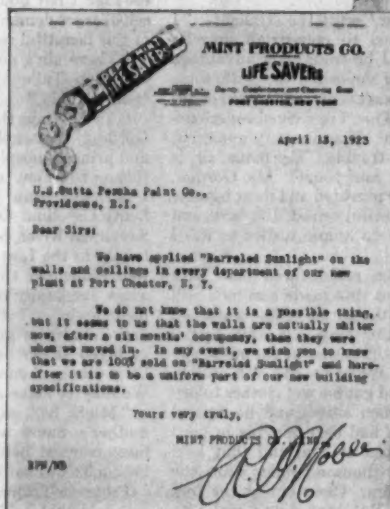 PEP-O-MINT
LIFE SAVERS
MINT PRODUCTS CO.
LIFE SAVERS
PORT CHESTER, NEW YORK
April 13, 1923
U.S.Gutta Percha Paint Co.,
Providence, R.I.
Dear Sirs:
We have applied "Barreled Sunlight" on the
walls and ceilings in every department of our new
plant at Port Chester, N. Y.
We do not know that it is a possible thing,
but it seems to us that the walls are actually whiter
now, after a six months' occupancy, than they were
when we moved in. In any event, we wish you to know
that we are 100% sold on "Barreled Sunlight" and here-
after it is to be a uniform part of our new building
specifications.
Yours very truly,
MINT PRODUCTS CO., INC.